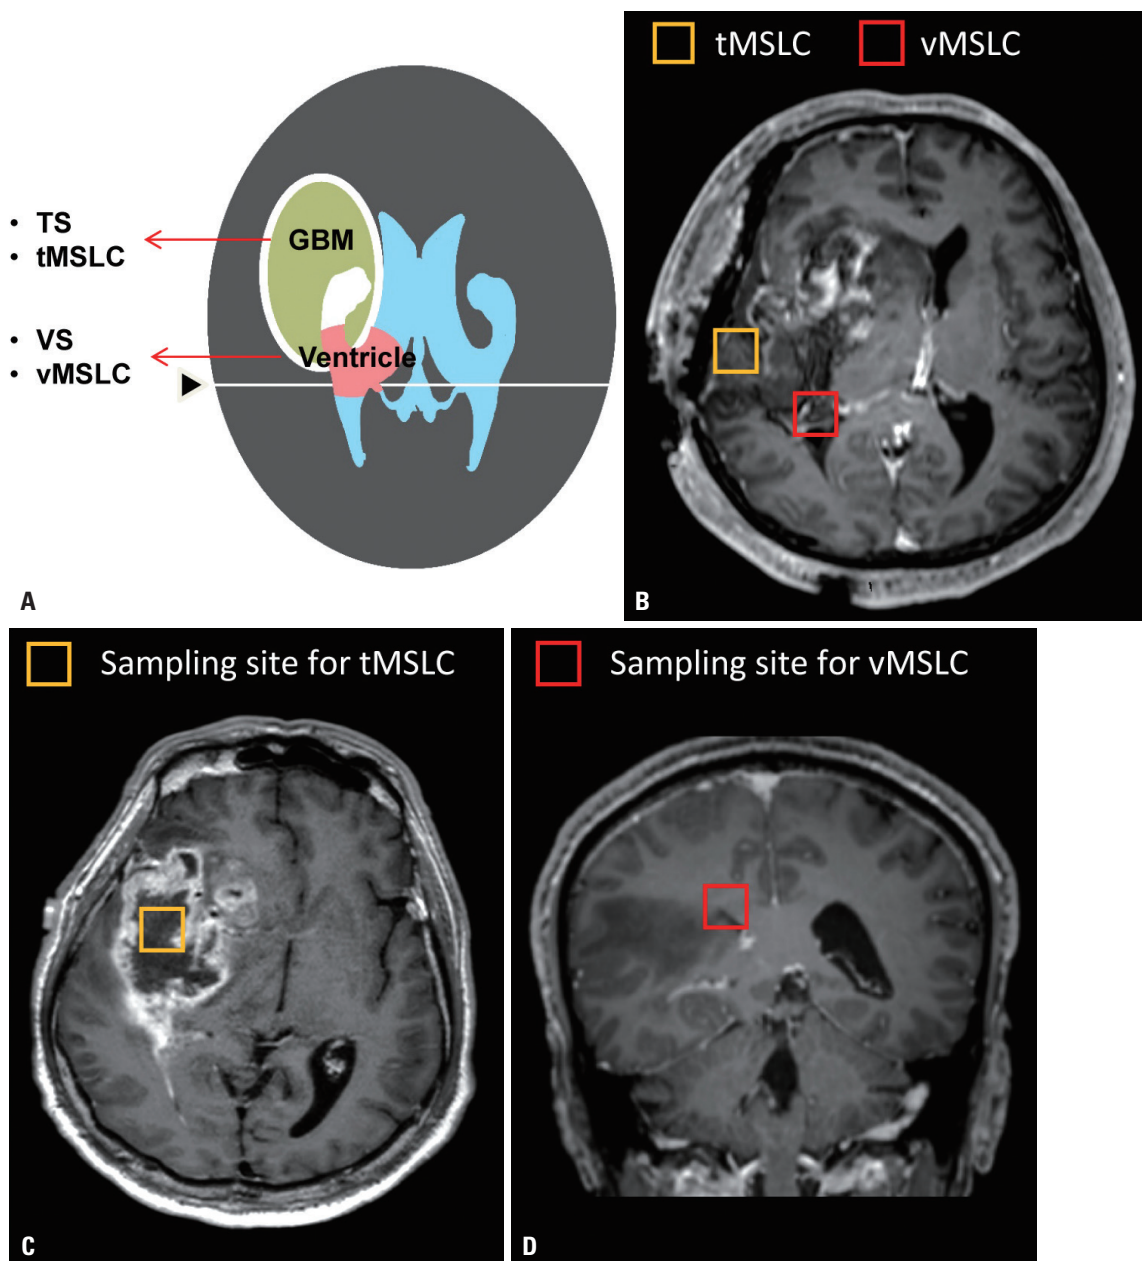 • TS
• tMSLC
GBM
• VS
• vMSLC
Ventricle
A
tMSLC vMSLC
B
Sampling site for tMSLC
C
Sampling site for vMSLC
D